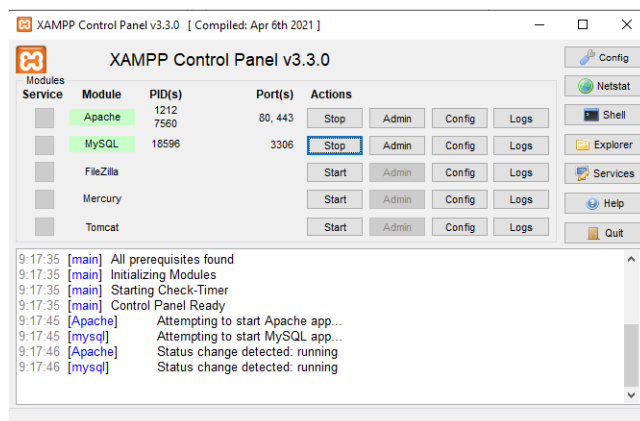 XAMPP Control Panel v3.3.0 [ Compiled: Apr 6th 2021 ]
XAMPP Control Panel v3.3.0
Config
Modules
Service Module PID(s) Port(s) Actions
Netstat
Apache 1212 7560 80, 443 Stop Admin Config Logs
Shell
MySQL 18596 3306 Stop Admin Config Logs
Explorer
FileZilla Start Admin Config Logs
Services
Mercury Start Admin Config Logs
Help
Tomcat Start Admin Config Logs
Quit
9:17:35 [main] All prerequisites found
9:17:35 [main] Initializing Modules
9:17:35 [main] Starting Check-Timer
9:17:35 [main] Control Panel Ready
9:17:45 [Apache] Attempting to start Apache app...
9:17:45 [mysql] Attempting to start MySQL app...
9:17:46 [Apache] Status change detected: running
9:17:46 [mysql] Status change detected: running